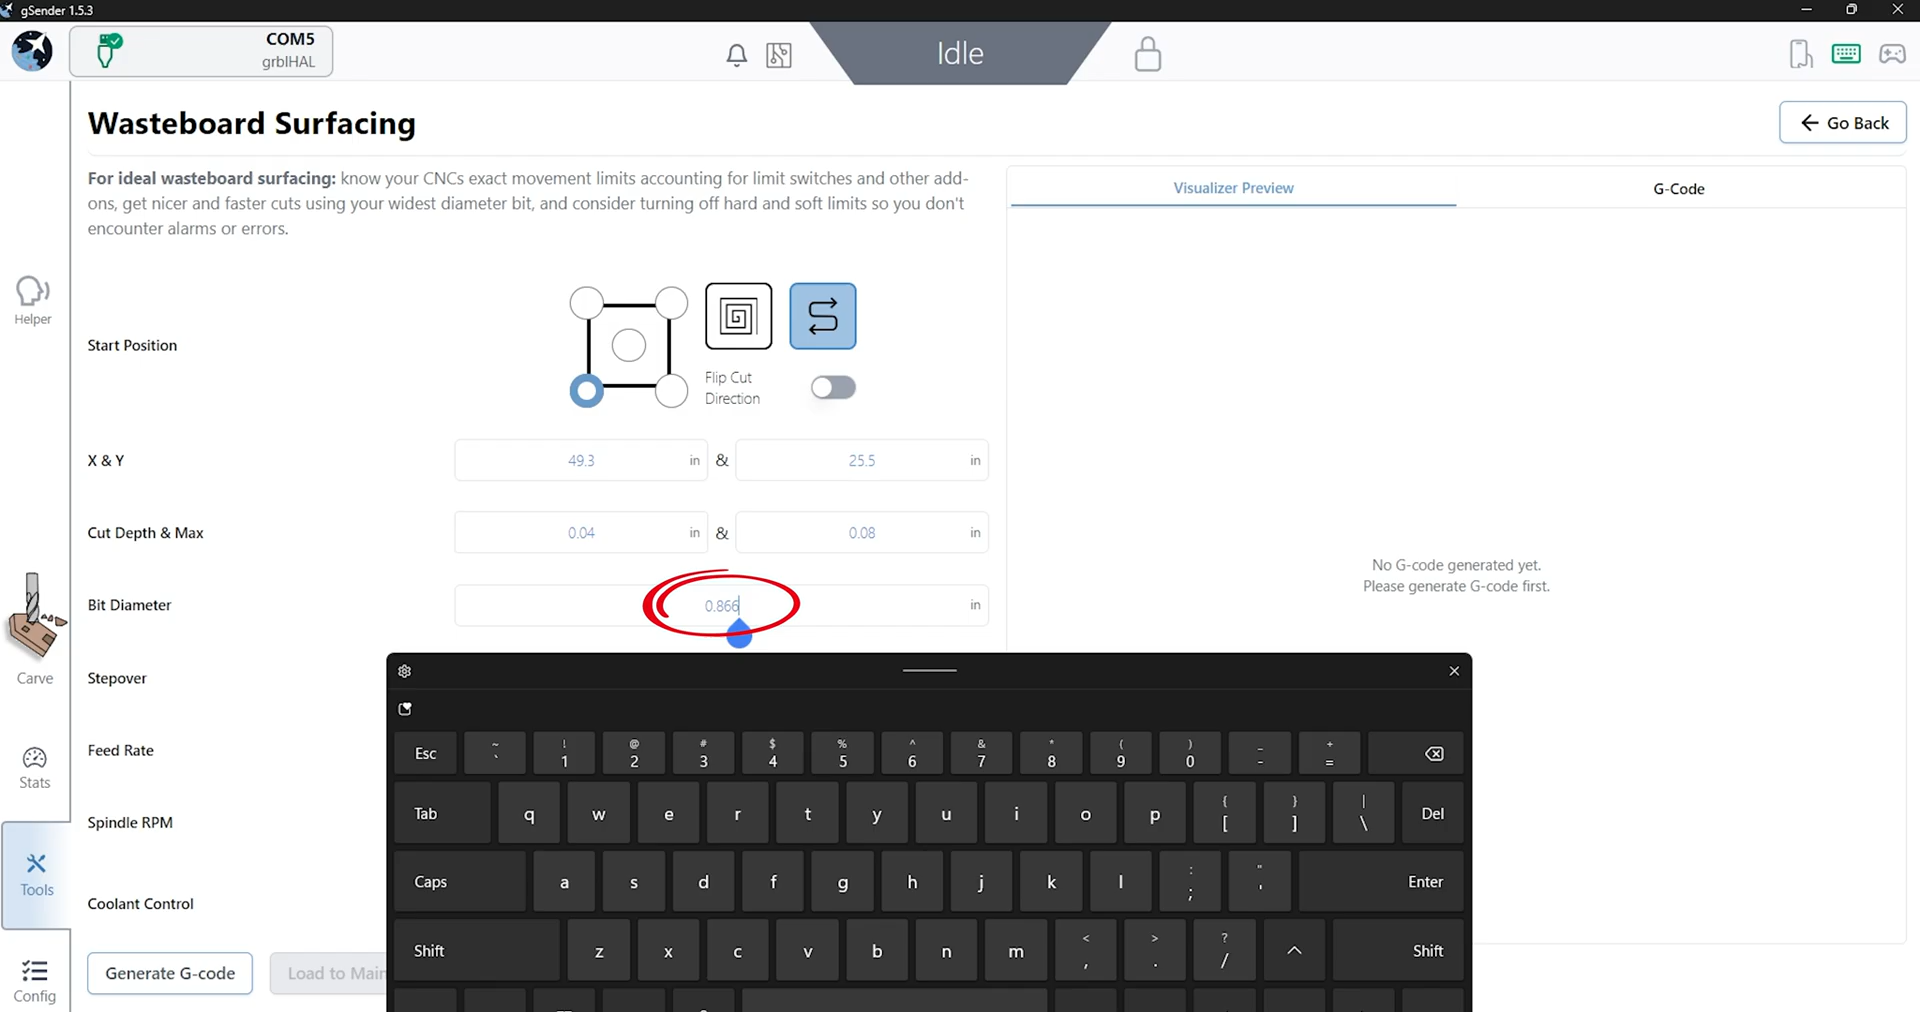 gSender 1.5.3
COM5
grblHAL
Idle
Wasteboard Surfacing
Go Back
For ideal wasteboard surfacing: know your CNCs exact movement limits accounting for limit switches and other add-
ons, get nicer and faster cuts using your widest diameter bit, and consider turning off hard and soft limits so you don't
encounter alarms or errors.
Visualizer Preview
G-Code
Helper
Start Position
Flip Cut
Direction
X & Y
49.3 in & 25.5 in
Cut Depth & Max
0.04 in & 0.08 in
No G-code generated yet.
Please generate G-code first.
Bit Diameter
0.866 in
Carve
Stepover
Feed Rate
Stats
Spindle RPM
Tools
Coolant Control
Generate G-code
Load to Main
Config
~ ! @ # $ % ^ & * ( ) _ +
Esc ` 1 2 3 4 5 6 7 8 9 0 - =
{ } |
Tab q w e r t y u i o p [ ] \ Del
: "
Caps a s d f g h j k l ; ' Enter
< > ?
Shift z x c v b n m , . / Shift